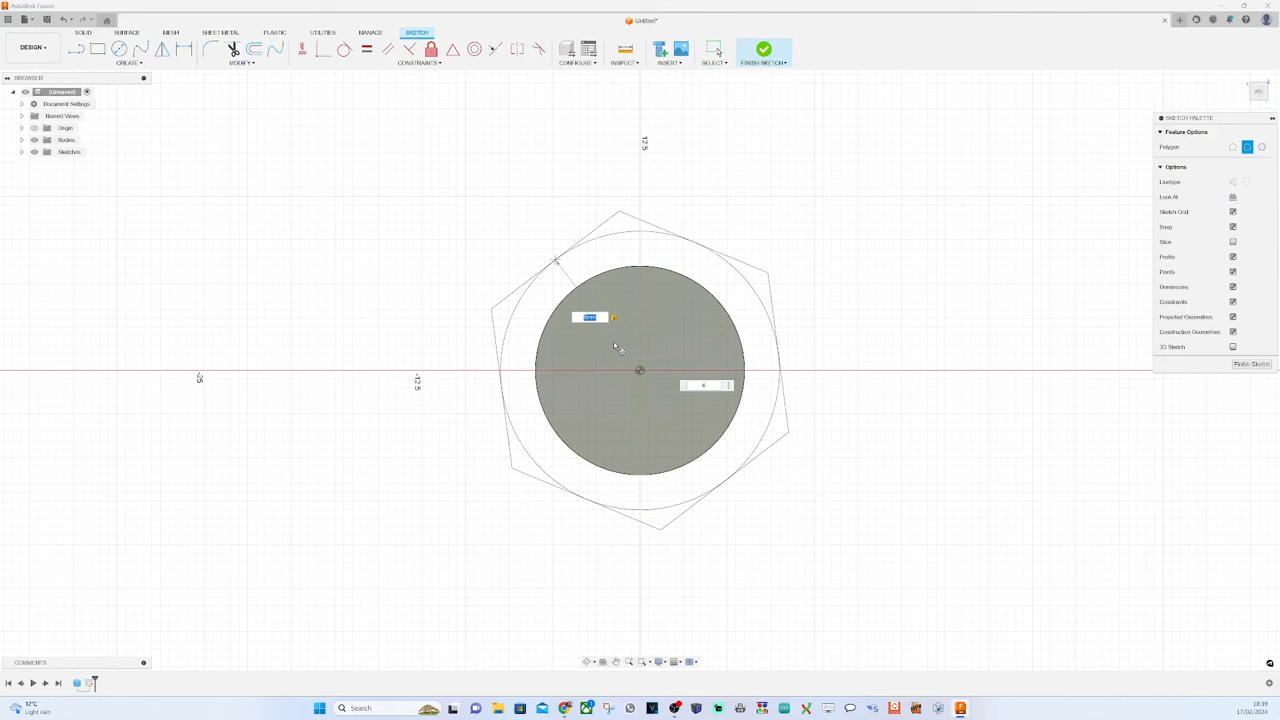 Autodesk Fusion
Untitled*
DESIGN
SOLID SURFACE MESH SHEET METAL PLASTIC UTILITIES MANAGE SKETCH
CREATE MODIFY CONSTRAINTS CONFIGURE INSPECT INSERT SELECT FINISH SKETCH
BROWSER
(Unsaved)
Document Settings
Named Views
Origin
Bodies
Sketches
12.5
-25
-12.5
6
SKETCH PALETTE
Feature Options
Polygon
Options
Linetype
Look At
Sketch Grid
Snap
Slice
Profile
Points
Dimensions
Constraints
Projected Geometries
Construction Geometries
3D Sketch
Finish Sketch
COMMENTS
12°C
Light rain
Search
18:39
17/02/2024